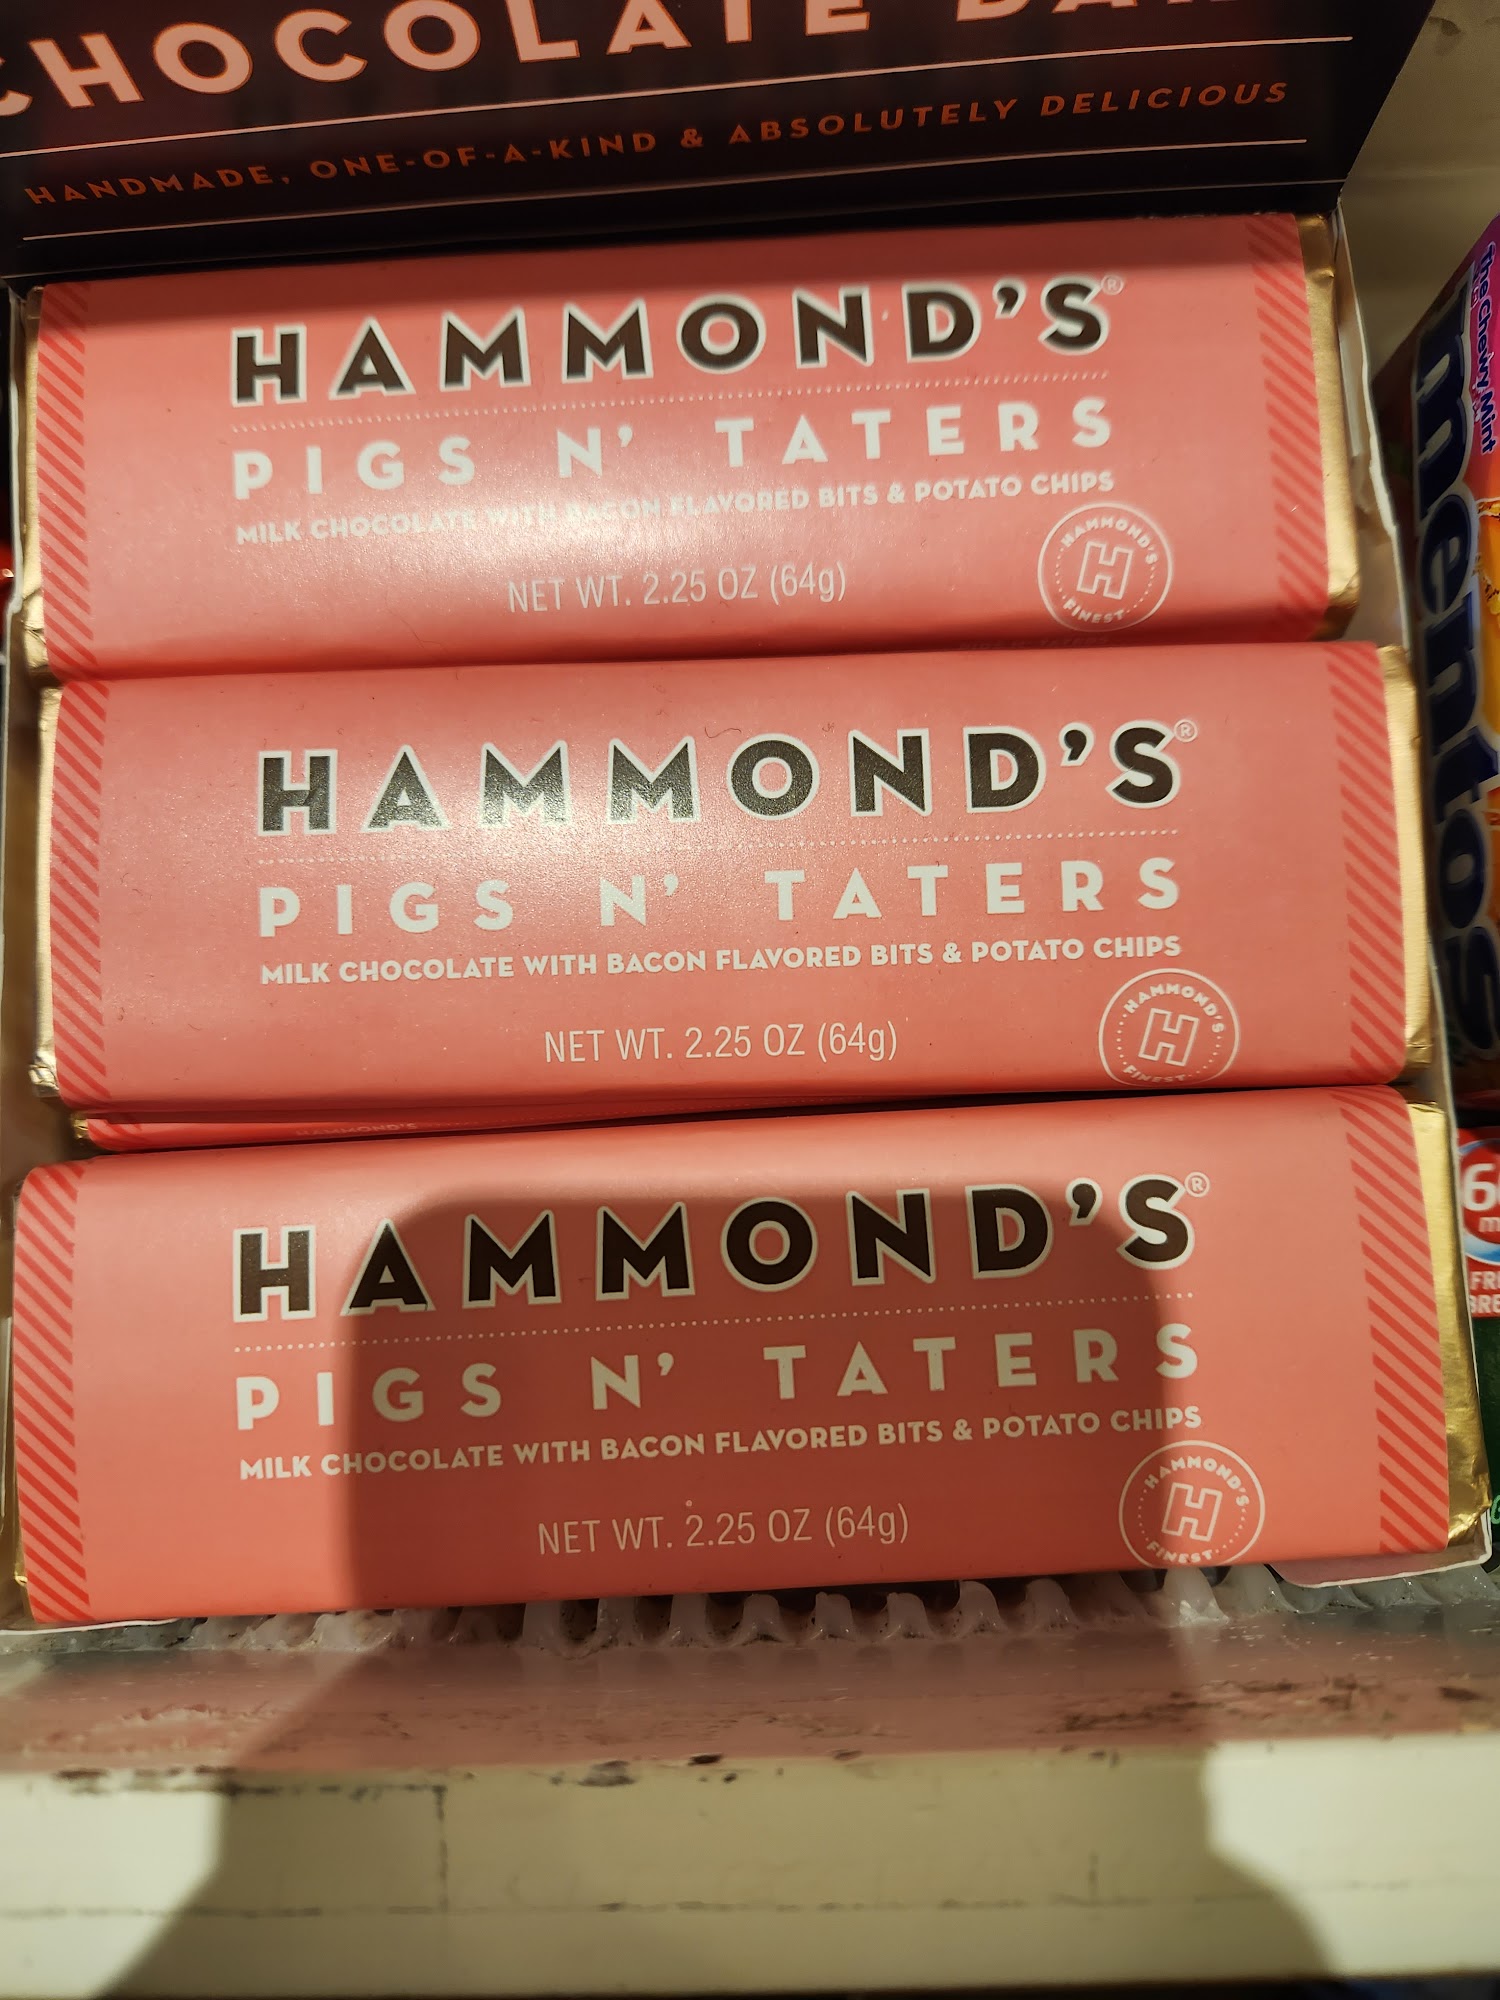 CHOCOLATE
HANDMADE, ONE-OF-A-KIND & ABSOLUTELY DELICIOUS
HAMMOND'S®
PIGS N' TATERS
MILK CHOCOLATE WITH BACON FLAVORED BITS & POTATO CHIPS
NET WT. 2.25 OZ (64g)
HAMMOND'S
H
FINEST
HAMMOND'S®
PIGS N' TATERS
MILK CHOCOLATE WITH BACON FLAVORED BITS & POTATO CHIPS
NET WT. 2.25 OZ (64g)
HAMMOND'S
H
FINEST
HAMMOND'S
HAMMOND'S®
PIGS N' TATERS
MILK CHOCOLATE WITH BACON FLAVORED BITS & POTATO CHIPS
NET WT. 2.25 OZ (64g)
HAMMOND'S
H
FINEST
The Chewy Mint
mentos